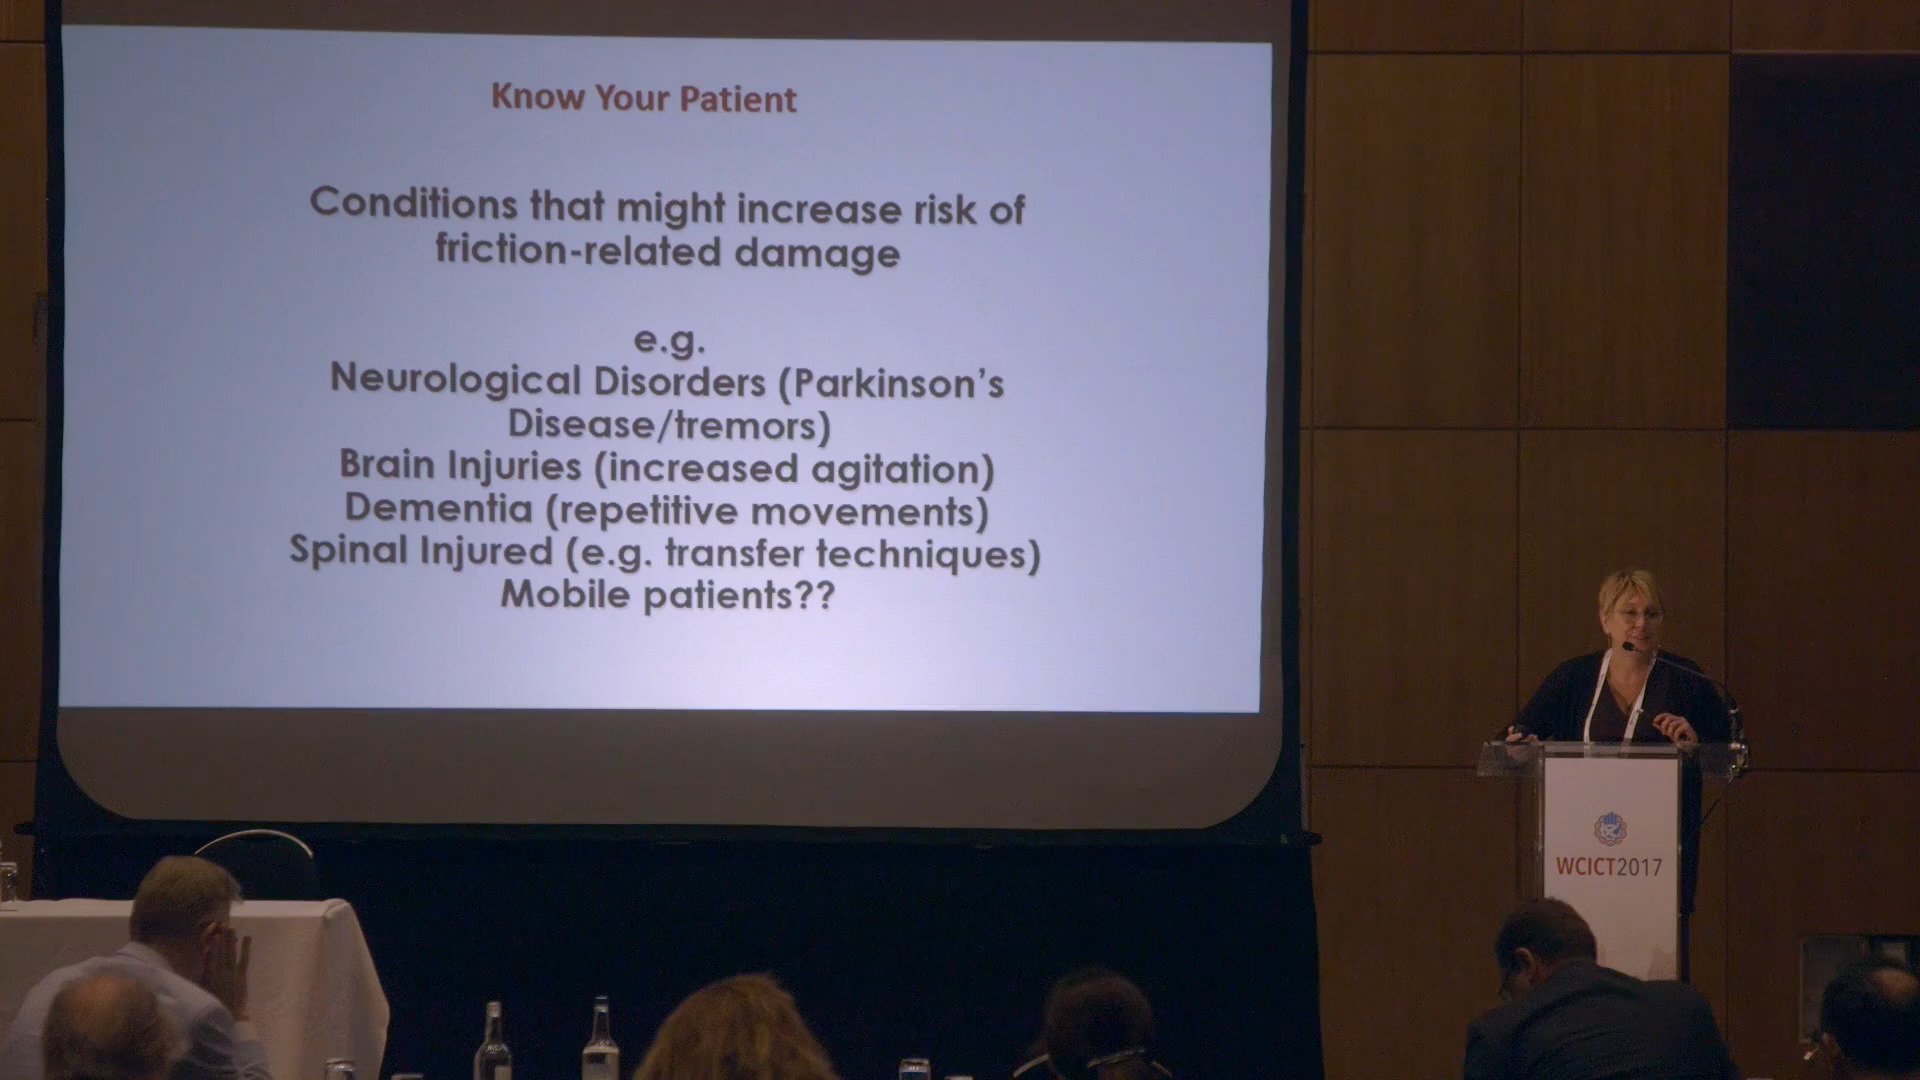 Know Your Patient
Conditions that might increase risk of
friction-related damage
e.g.
Neurological Disorders (Parkinson's
Disease/tremors)
Brain Injuries (increased agitation)
Dementia (repetitive movements)
Spinal Injured (e.g. transfer techniques)
Mobile patients??
WCICT2017